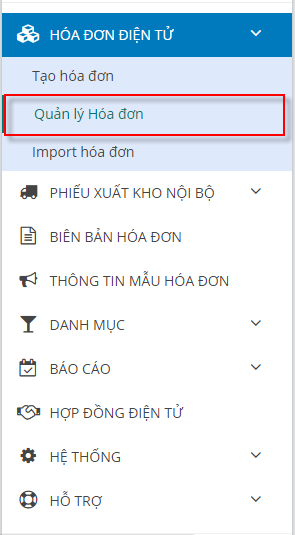 HÓA ĐƠN ĐIỆN TỬ
Tạo hóa đơn
Quản lý Hóa đơn
Import hóa đơn
PHIẾU XUẤT KHO NỘI BỘ
BIÊN BẢN HÓA ĐƠN
THÔNG TIN MẪU HÓA ĐƠN
DANH MỤC
BÁO CÁO
HỢP ĐỒNG ĐIỆN TỬ
HỆ THỐNG
HỖ TRỢ